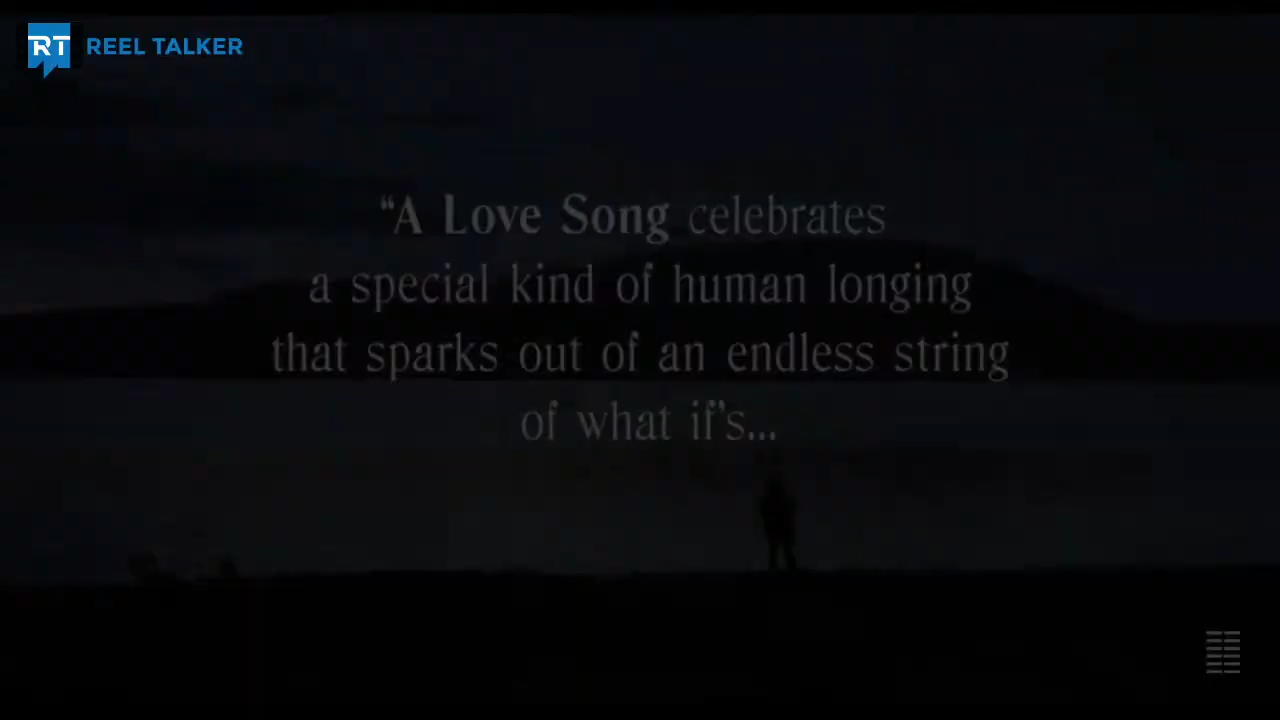 RT REEL TALKER
“A Love Song celebrates
a special kind of human longing
that sparks out of an endless string
of what if’s...